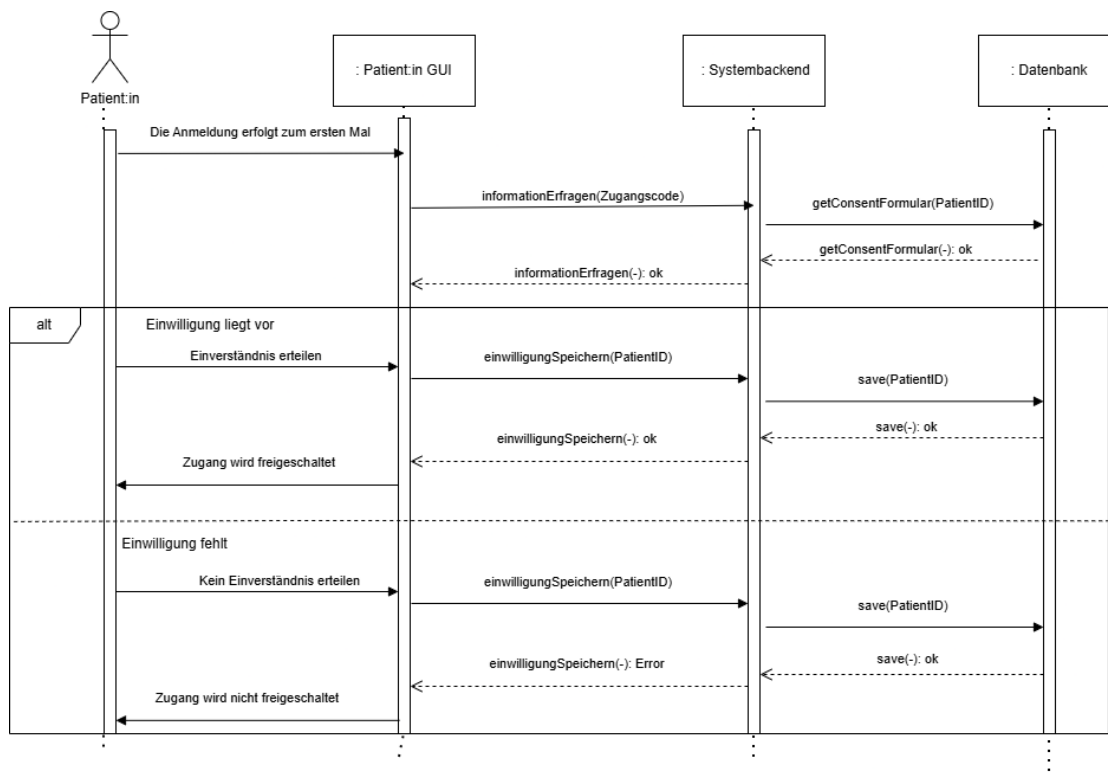 Patient:in
: Patient:in GUI
: Systembackend
: Datenbank
Die Anmeldung erfolgt zum ersten Mal
informationErfragen(Zugangscode)
getConsentFormular(PatientID)
getConsentFormular(-): ok
informationErfragen(-): ok
alt
Einwilligung liegt vor
Einverständnis erteilen
einwilligungSpeichern(PatientID)
save(PatientID)
save(-): ok
einwilligungSpeichern(-): ok
Zugang wird freigeschaltet
Einwilligung fehlt
Kein Einverständnis erteilen
einwilligungSpeichern(PatientID)
save(PatientID)
save(-): ok
einwilligungSpeichern(-): Error
Zugang wird nicht freigeschaltet